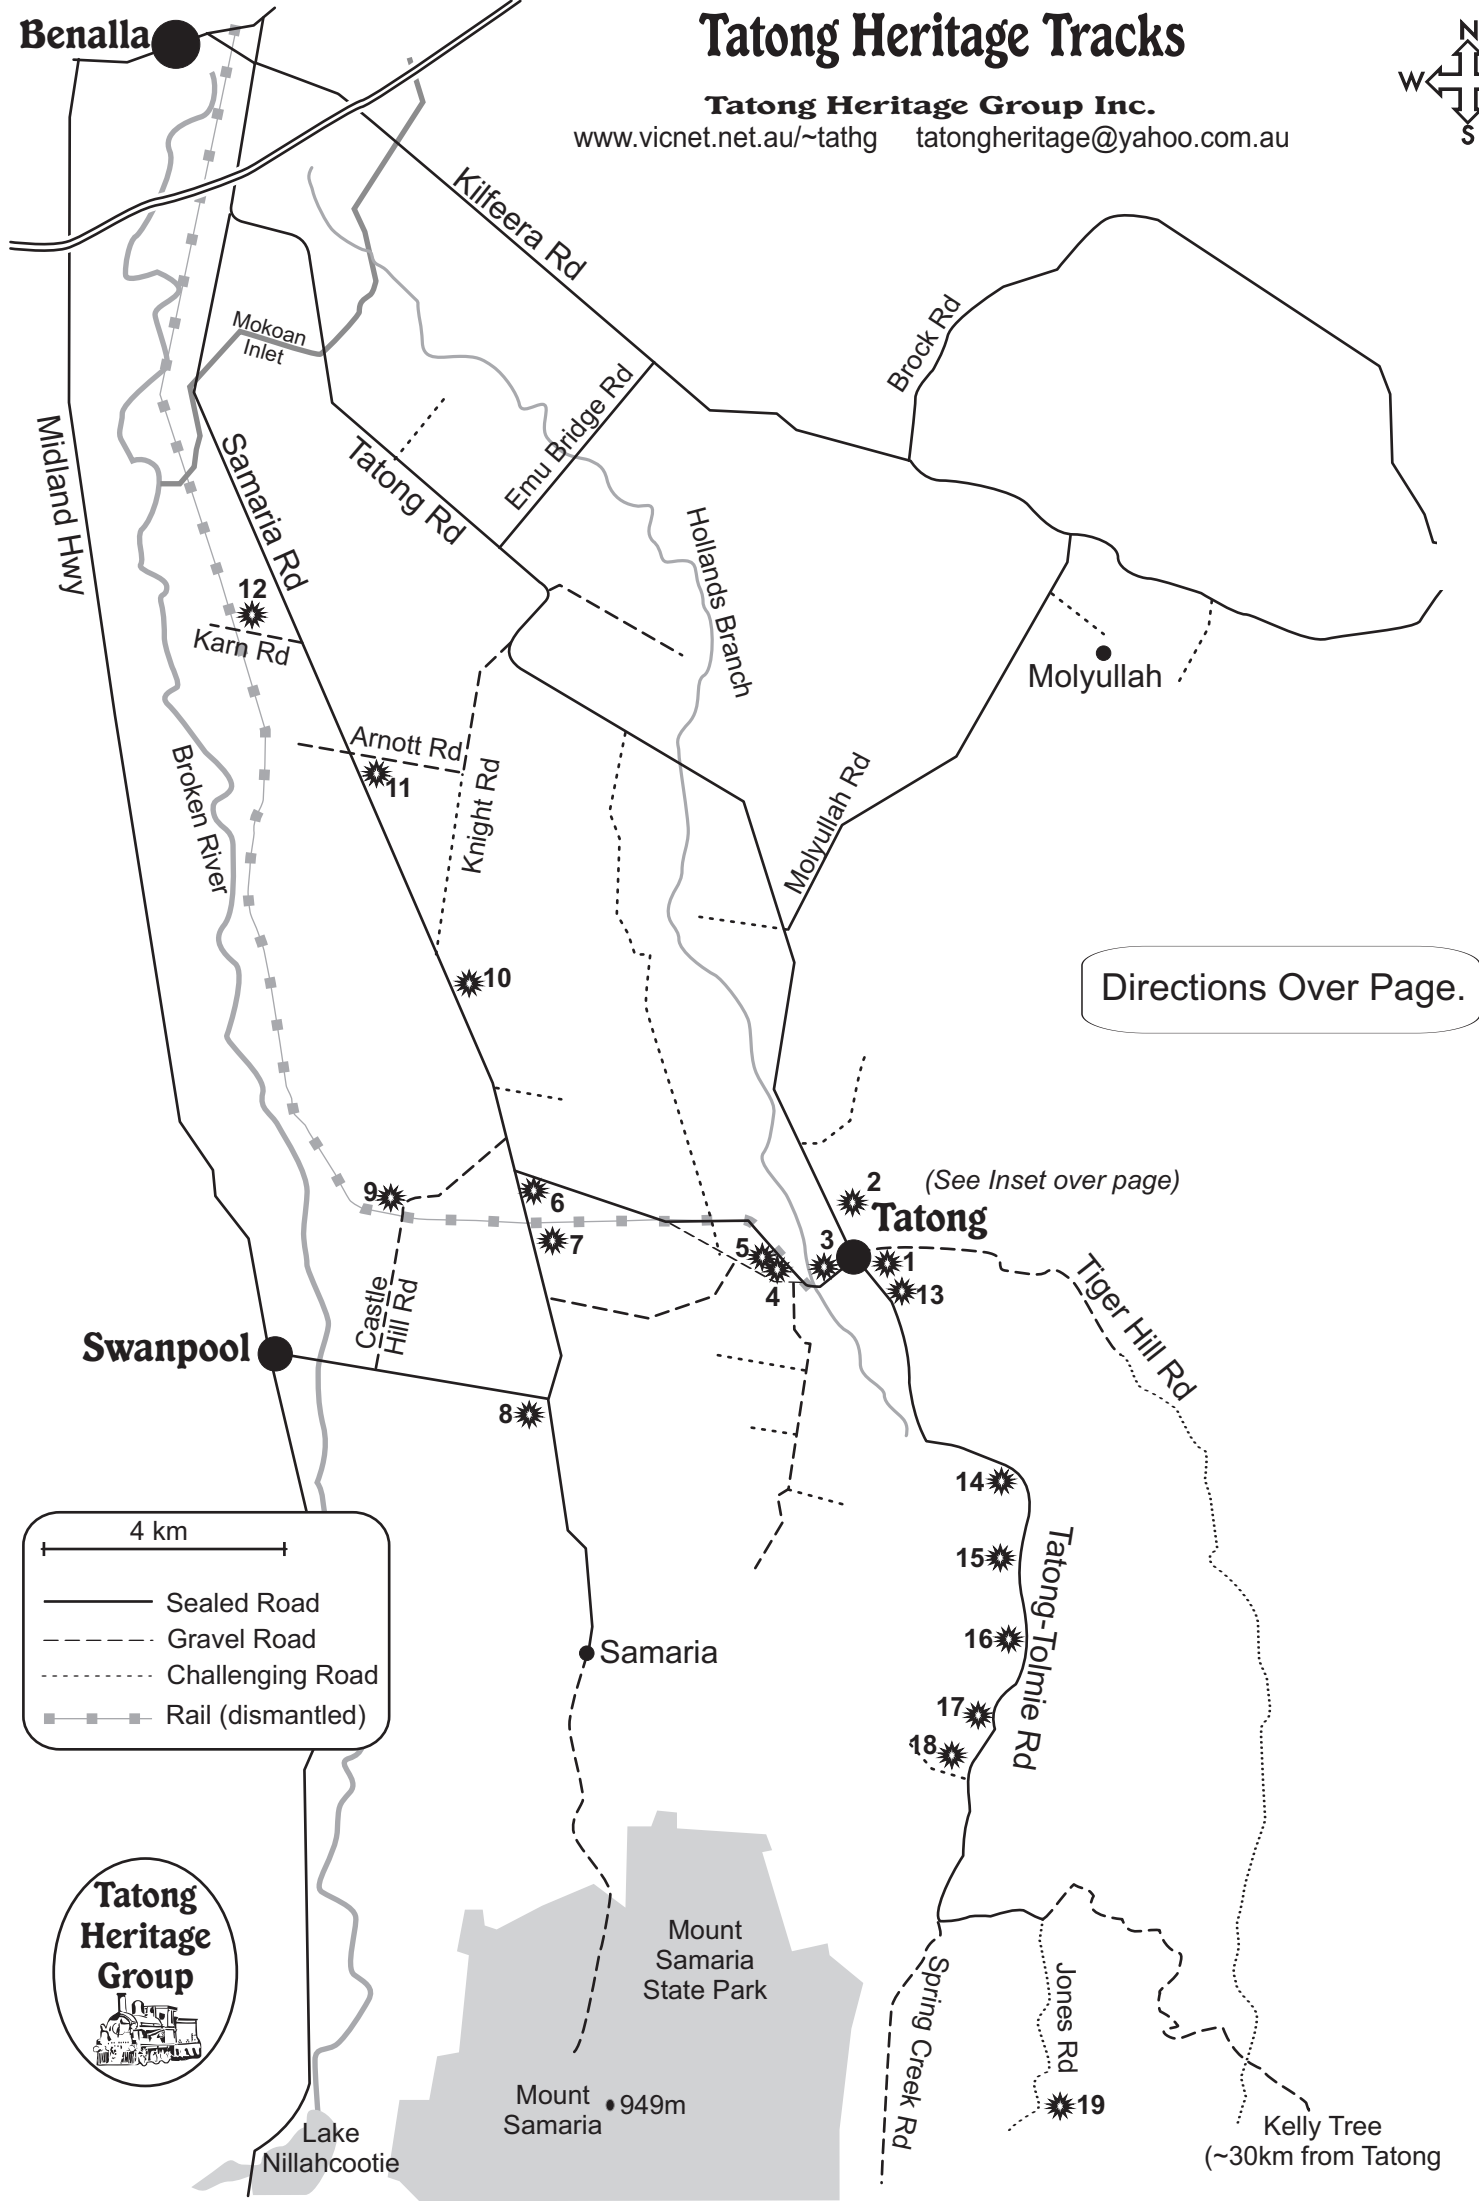 Benalla
Tatong Heritage Tracks
Tatong Heritage Group Inc.
www.vicnet.net.au/~tathg tatongheritage@yahoo.com.au
N
W
S
Kilfeera Rd
Brock Rd
Mokoan
Inlet
Emu Bridge Rd
Midland Hwy
Samaria Rd
Tatong Rd
Hollands Branch
12
Karn Rd
Molyullah
Arnott Rd
11
Broken River
Knight Rd
Molyullah Rd
10
Directions Over Page.
2
(See Inset over page)
Tatong
9
6
7
5
3
1
4
13
Tiger Hill Rd
Castle
Hill Rd
Swanpool
8
14
15
Tatong-Tolmie Rd
16
17
18
4 km
Sealed Road
Gravel Road
Challenging Road
Rail (dismantled)
Samaria
Tatong
Heritage
Group
Mount
Samaria
State Park
Spring Creek Rd
Jones Rd
Mount
Samaria
949m
19
Lake
Nillahcootie
Kelly Tree
(~30km from Tatong